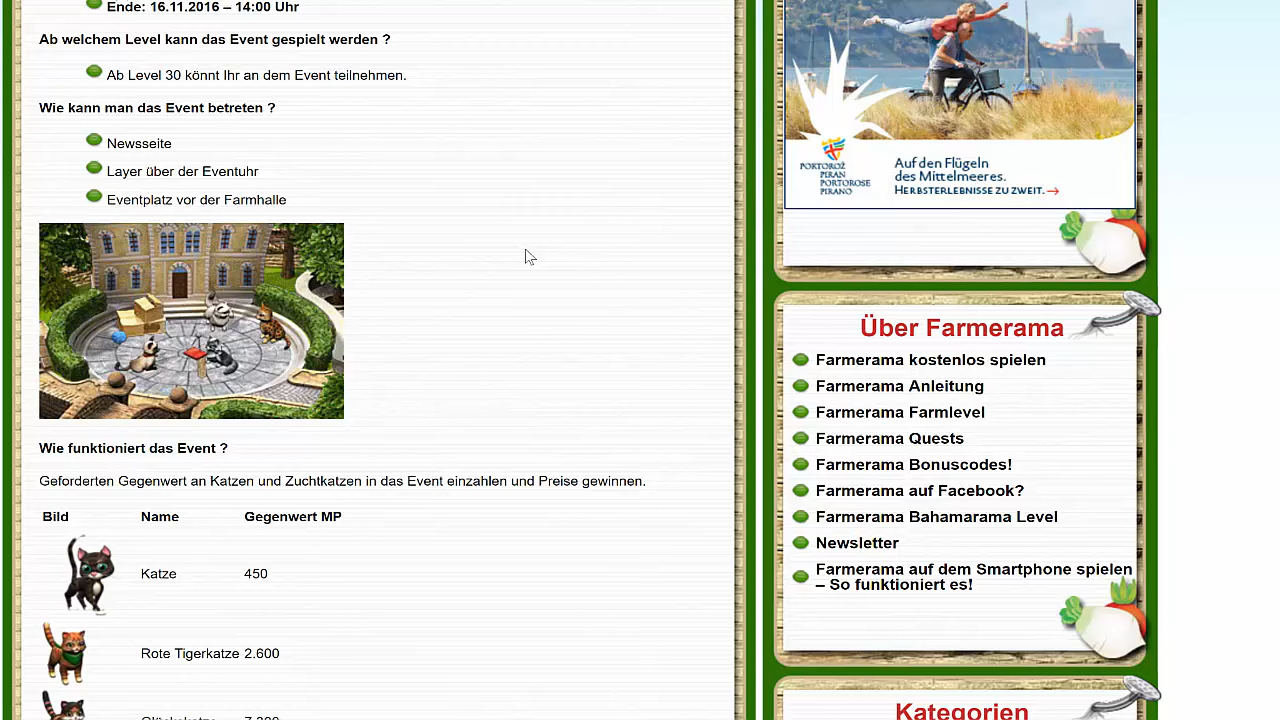 Ende: 16.11.2016 – 14:00 Uhr
Ab welchem Level kann das Event gespielt werden ?
Ab Level 30 könnt Ihr an dem Event teilnehmen.
Wie kann man das Event betreten ?
Newsseite
Layer über der Eventuhr
Eventplatz vor der Farmhalle
Wie funktioniert das Event ?
Geforderten Gegenwert an Katzen und Zuchtkatzen in das Event einzahlen und Preise gewinnen.
Bild Name Gegenwert MP
Katze 450
Rote Tigerkatze 2.600
PORTOROŽ
PIRAN
PORTOROSE
PIRANO
Auf den Flügeln
des Mittelmeeres.
HERBSTERLEBNISSE ZU ZWEIT. →
Über Farmerama
Farmerama kostenlos spielen
Farmerama Anleitung
Farmerama Farmlevel
Farmerama Quests
Farmerama Bonuscodes!
Farmerama auf Facebook?
Farmerama Bahamarama Level
Newsletter
Farmerama auf dem Smartphone spielen
– So funktioniert es!
Kategorien